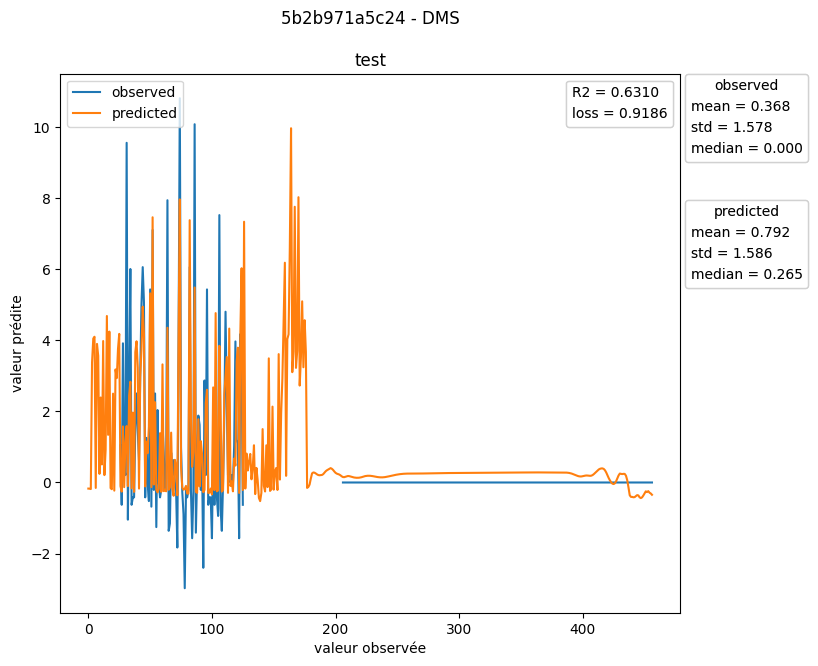 5b2b971a5c24 - DMS
test
observed
predicted
R2 = 0.6310
loss = 0.9186
observed
mean = 0.368
std = 1.578
median = 0.000
predicted
mean = 0.792
std = 1.586
median = 0.265
valeur prédite
10
8
6
4
2
0
−2
0
100
200
300
400
valeur observée